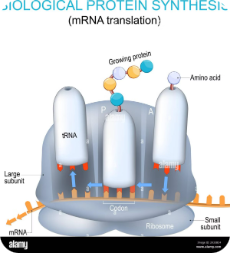 BIOLOGICAL PROTEIN SYNTHESIS
(mRNA translation)
Growing protein
Amino acid
P
A
tRNA
Large
subunit
Codon
Ribosome
Small
subunit
mRNA
alamy